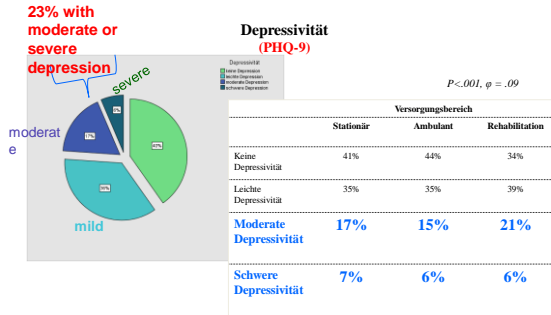 23% with
moderate or
severe
depression
Depressivität
(PHQ-9)
Depressivität
keine Depression
leichte Depression
moderate Depression
schwere Depression
severe
6%
17%
moderat
e
mild
P<.001, φ = .09
Versorgungsbereich
Stationär Ambulant Rehabilitation
Keine
Depressivität
41% 44% 34%
Leichte
Depressivität
35% 35% 39%
Moderate
Depressivität
17% 15% 21%
Schwere
Depressivität
7% 6% 6%